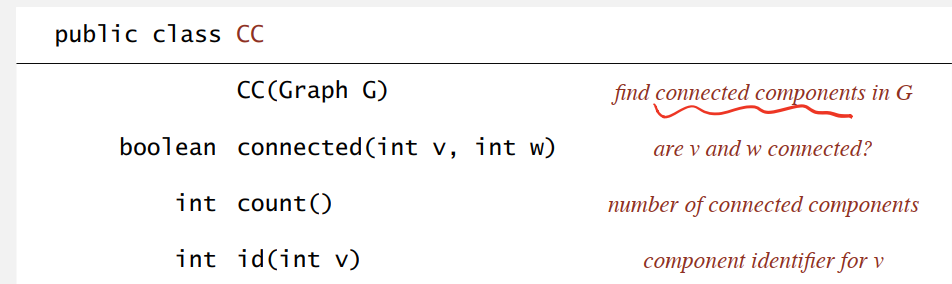 public class CC
CC(Graph G) find connected components in G
boolean connected(int v, int w) are v and w connected?
int count() number of connected components
int id(int v) component identifier for v